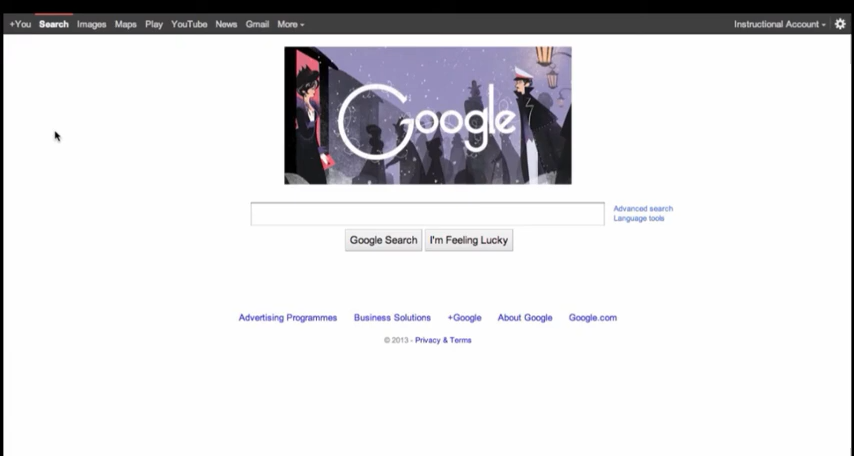 +You Search Images Maps Play YouTube News Gmail More Instructional Account
Google
Advanced search
Language tools
Google Search I'm Feeling Lucky
Advertising Programmes Business Solutions +Google About Google Google.com
© 2013 - Privacy & Terms